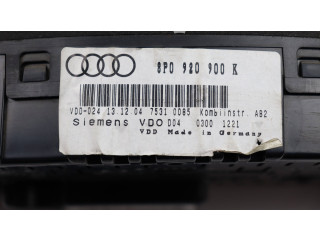 8P0 920 900 K
VDO-024 13.12.04 7531 0085 Kombiinstr. AB2
Siemens VDO D04 0300 1221
VDO Made in Germany